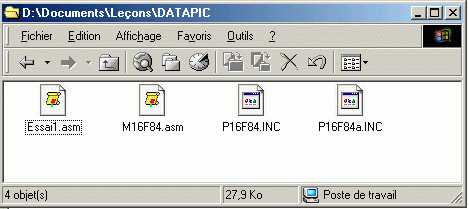 D:\Documents\Leçons\DATAPIC
Fichier Edition Affichage Favoris Outils ?
Essai1.asm M16F84.asm P16F84.INC P16F84a.INC
4 objet(s) 27,9 Ko Poste de travail